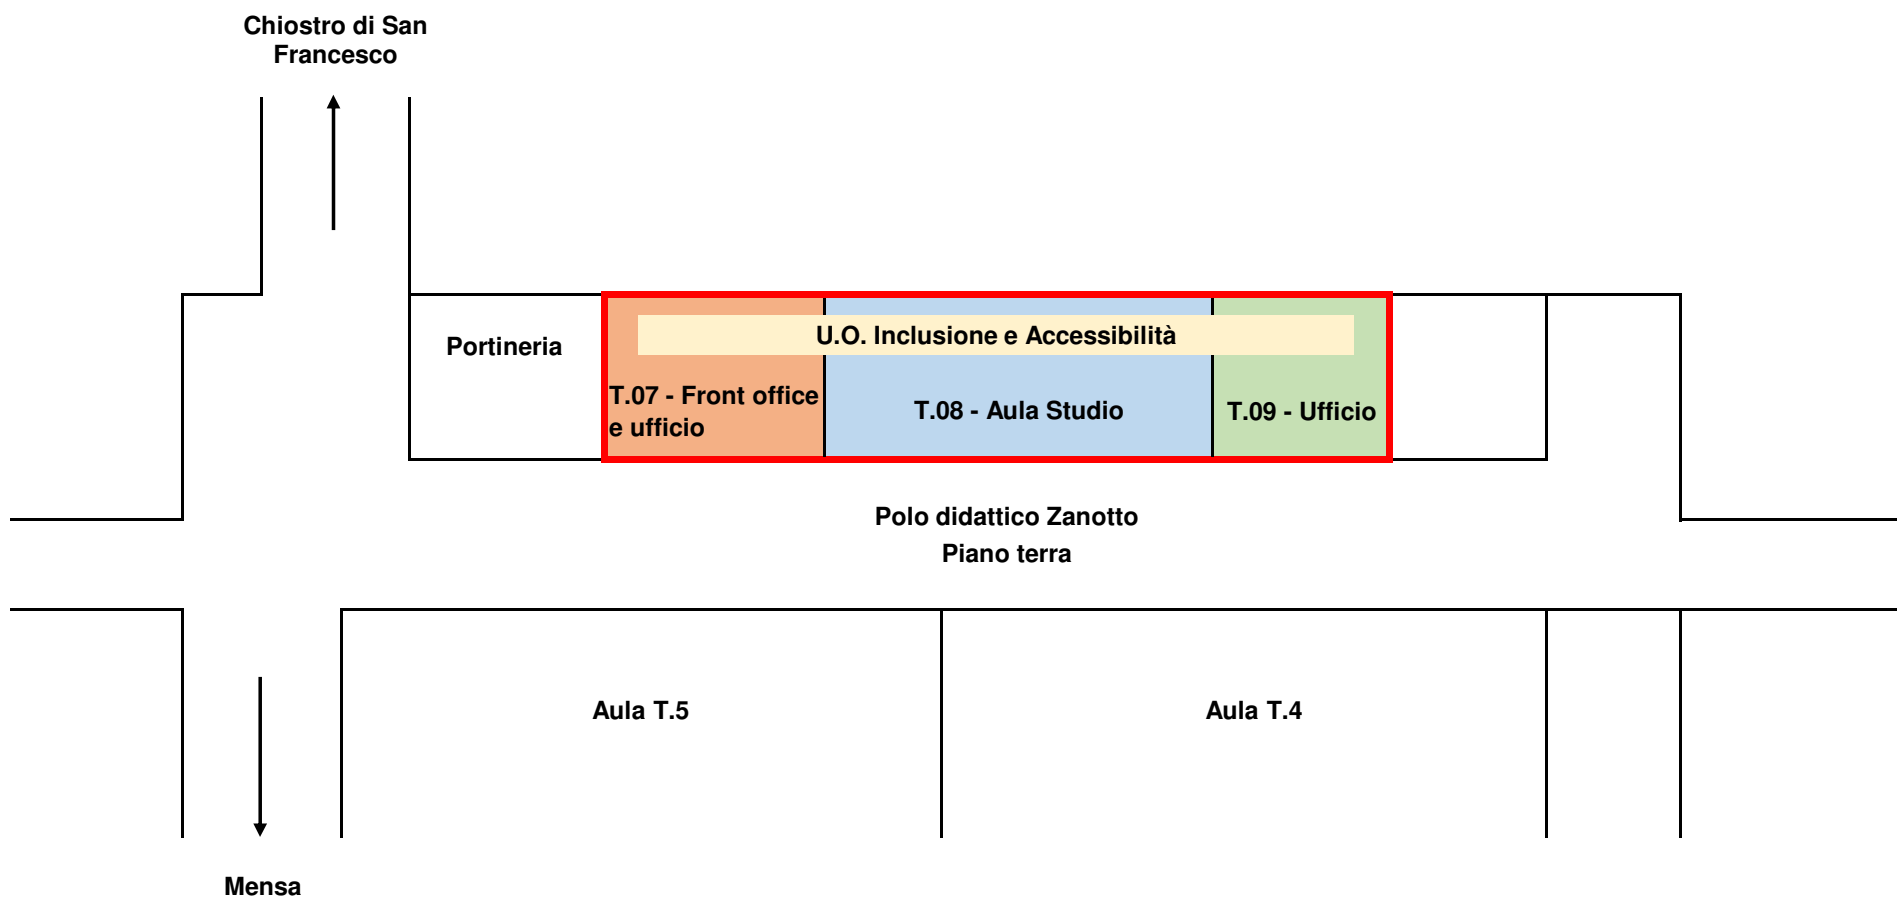 Chiostro di San
Francesco
Portineria
U.O. Inclusione e Accessibilità
T.07 - Front office
e ufficio
T.08 - Aula Studio
T.09 - Ufficio
Polo didattico Zanotto
Piano terra
Aula T.5
Aula T.4
Mensa